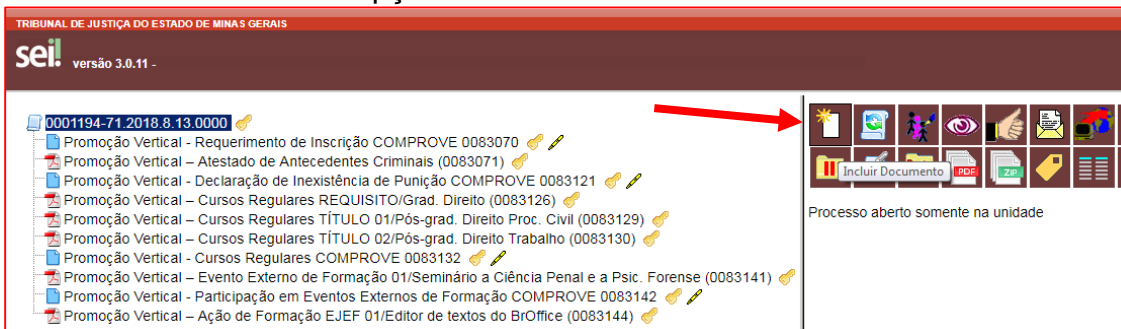 TRIBUNAL DE JUSTIÇA DO ESTADO DE MINAS GERAIS
sei! versão 3.0.11 -
0001194-71.2018.8.13.0000
Promoção Vertical - Requerimento de Inscrição COMPROVE 0083070
Promoção Vertical – Atestado de Antecedentes Criminais (0083071)
Promoção Vertical - Declaração de Inexistência de Punição COMPROVE 0083121
Promoção Vertical – Cursos Regulares REQUISITO/Grad. Direito (0083126)
Promoção Vertical – Cursos Regulares TÍTULO 01/Pós-grad. Direito Proc. Civil (0083129)
Promoção Vertical – Cursos Regulares TÍTULO 02/Pós-grad. Direito Trabalho (0083130)
Promoção Vertical - Cursos Regulares COMPROVE 0083132
Promoção Vertical – Evento Externo de Formação 01/Seminário a Ciência Penal e a Psic. Forense (0083141)
Promoção Vertical - Participação em Eventos Externos de Formação COMPROVE 0083142
Promoção Vertical – Ação de Formação EJEF 01/Editor de textos do BrOffice (0083144)
Incluir Documento
PDF
ZIP
Processo aberto somente na unidade